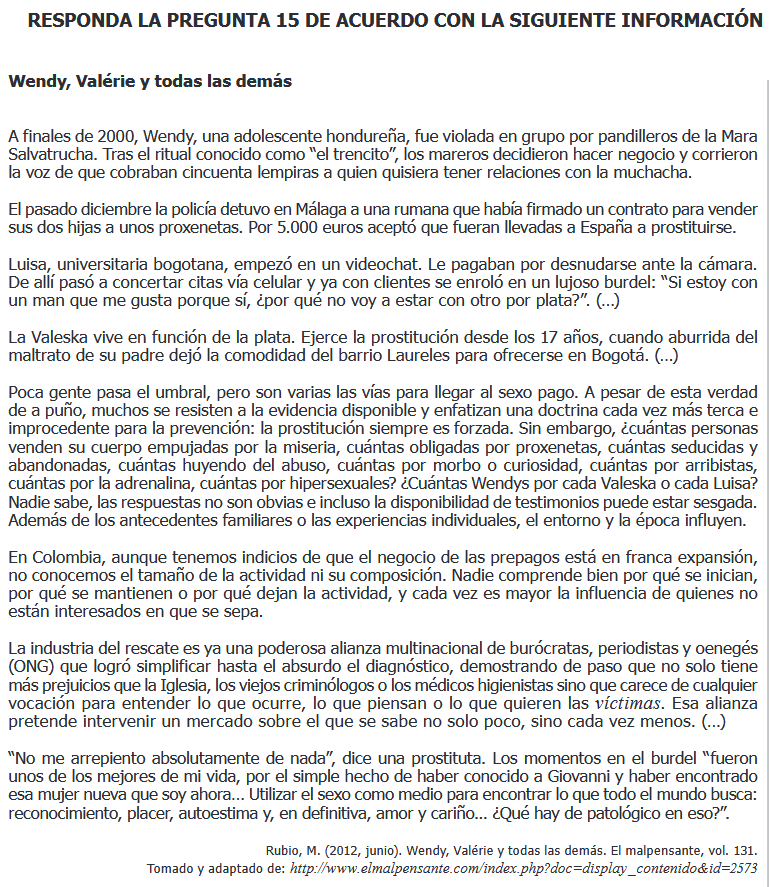 RESPONDA LA PREGUNTA 15 DE ACUERDO CON LA SIGUIENTE INFORMACIÓN
Wendy, Valérie y todas las demás
A finales de 2000, Wendy, una adolescente hondureña, fue violada en grupo por pandilleros de la Mara
Salvatrucha. Tras el ritual conocido como “el trencito”, los mareros decidieron hacer negocio y corrieron
la voz de que cobraban cincuenta lempiras a quien quisiera tener relaciones con la muchacha.
El pasado diciembre la policía detuvo en Málaga a una rumana que había firmado un contrato para vender
sus dos hijas a unos proxenetas. Por 5.000 euros aceptó que fueran llevadas a España a prostituirse.
Luisa, universitaria bogotana, empezó en un videochat. Le pagaban por desnudarse ante la cámara.
De allí pasó a concertar citas vía celular y ya con clientes se enroló en un lujoso burdel: “Si estoy con
un man que me gusta porque sí, ¿por qué no voy a estar con otro por plata?”. (…)
La Valeska vive en función de la plata. Ejerce la prostitución desde los 17 años, cuando aburrida del
maltrato de su padre dejó la comodidad del barrio Laureles para ofrecerse en Bogotá. (…)
Poca gente pasa el umbral, pero son varias las vías para llegar al sexo pago. A pesar de esta verdad
de a puño, muchos se resisten a la evidencia disponible y enfatizan una doctrina cada vez más terca e
improcedente para la prevención: la prostitución siempre es forzada. Sin embargo, ¿cuántas personas
venden su cuerpo empujadas por la miseria, cuántas obligadas por proxenetas, cuántas seducidas y
abandonadas, cuántas huyendo del abuso, cuántas por morbo o curiosidad, cuántas por arribistas,
cuántas por la adrenalina, cuántas por hipersexuales? ¿Cuántas Wendys por cada Valeska o cada Luisa?
Nadie sabe, las respuestas no son obvias e incluso la disponibilidad de testimonios puede estar sesgada.
Además de los antecedentes familiares o las experiencias individuales, el entorno y la época influyen.
En Colombia, aunque tenemos indicios de que el negocio de las prepagos está en franca expansión,
no conocemos el tamaño de la actividad ni su composición. Nadie comprende bien por qué se inician,
por qué se mantienen o por qué dejan la actividad, y cada vez es mayor la influencia de quienes no
están interesados en que se sepa.
La industria del rescate es ya una poderosa alianza multinacional de burócratas, periodistas y oenegés
(ONG) que logró simplificar hasta el absurdo el diagnóstico, demostrando de paso que no solo tiene
más prejuicios que la Iglesia, los viejos criminólogos o los médicos higienistas sino que carece de cualquier
vocación para entender lo que ocurre, lo que piensan o lo que quieren las víctimas. Esa alianza
pretende intervenir un mercado sobre el que se sabe no solo poco, sino cada vez menos. (…)
“No me arrepiento absolutamente de nada”, dice una prostituta. Los momentos en el burdel “fueron
unos de los mejores de mi vida, por el simple hecho de haber conocido a Giovanni y haber encontrado
esa mujer nueva que soy ahora… Utilizar el sexo como medio para encontrar lo que todo el mundo busca:
reconocimiento, placer, autoestima y, en definitiva, amor y cariño… ¿Qué hay de patológico en eso?”.
Rubio, M. (2012, junio). Wendy, Valérie y todas las demás. El malpensante, vol. 131.
Tomado y adaptado de: http://www.elmalpensante.com/index.php?doc=display_contenido&id=2573